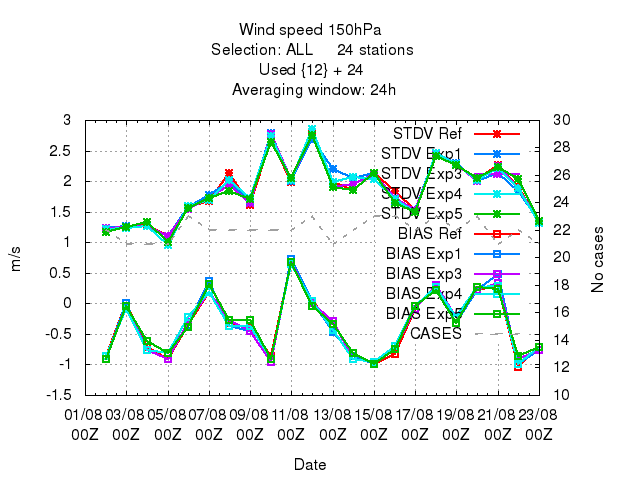 Wind speed 150hPa
Selection: ALL 24 stations
Used {12} + 24
Averaging window: 24h
3
2.5
2
1.5
1
0.5
0
-0.5
-1
-1.5
m/s
30
28
26
24
22
20
18
16
14
12
10
No cases
STDV Ref
STDV Exp1
STDV Exp3
STDV Exp4
STDV Exp5
BIAS Ref
BIAS Exp1
BIAS Exp3
BIAS Exp4
BIAS Exp5
CASES
01/08 03/08 05/08 07/08 09/08 11/08 13/08 15/08 17/08 19/08 21/08 23/08
00Z 00Z 00Z 00Z 00Z 00Z 00Z 00Z 00Z 00Z 00Z 00Z
Date